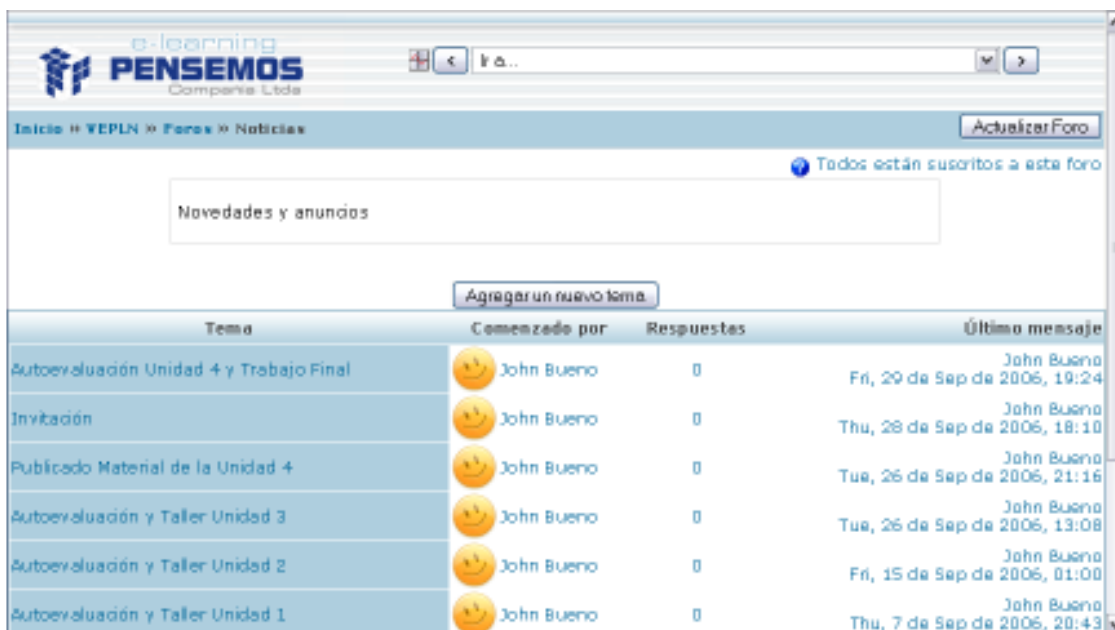 e-learning
PENSEMOS
Compañia Ltda
< Ir a... >
Inicio » VEPLN » Foros » Noticias
Actualizar Foro
Todos están suscritos a este foro
Novedades y anuncios
Agregar un nuevo tema
Tema Comenzado por Respuestas Último mensaje
Autoevaluación Unidad 4 y Trabajo Final John Bueno 0 John Bueno
Fri, 29 de Sep de 2006, 19:24
Invitación John Bueno 0 John Bueno
Thu, 28 de Sep de 2006, 18:10
Publicado Material de la Unidad 4 John Bueno 0 John Bueno
Tue, 26 de Sep de 2006, 21:16
Autoevaluación y Taller Unidad 3 John Bueno 0 John Bueno
Tue, 26 de Sep de 2006, 13:08
Autoevaluación y Taller Unidad 2 John Bueno 0 John Bueno
Fri, 15 de Sep de 2006, 01:00
Autoevaluación y Taller Unidad 1 John Bueno 0 John Bueno
Thu, 7 de Sep de 2006, 20:43